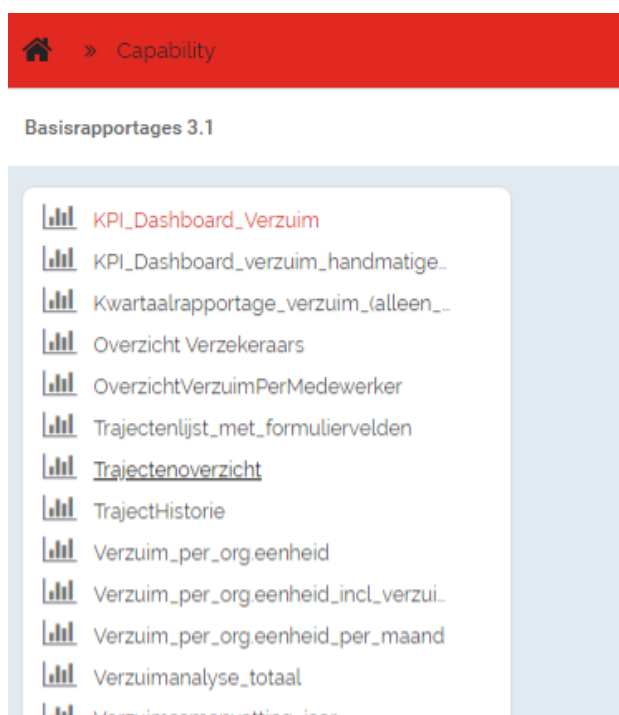 » Capability
Basisrapportages 3.1
KPI_Dashboard_Verzuim
KPI_Dashboard_verzuim_handmatige...
Kwartaalrapportage_verzuim_(alleen_...
Overzicht Verzekeraars
OverzichtVerzuimPerMedewerker
Trajectenlijst_met_formuliervelden
Trajectenoverzicht
TrajectHistorie
Verzuim_per_org.eenheid
Verzuim_per_org.eenheid_incl_verzui...
Verzuim_per_org.eenheid_per_maand
Verzuimanalyse_totaal